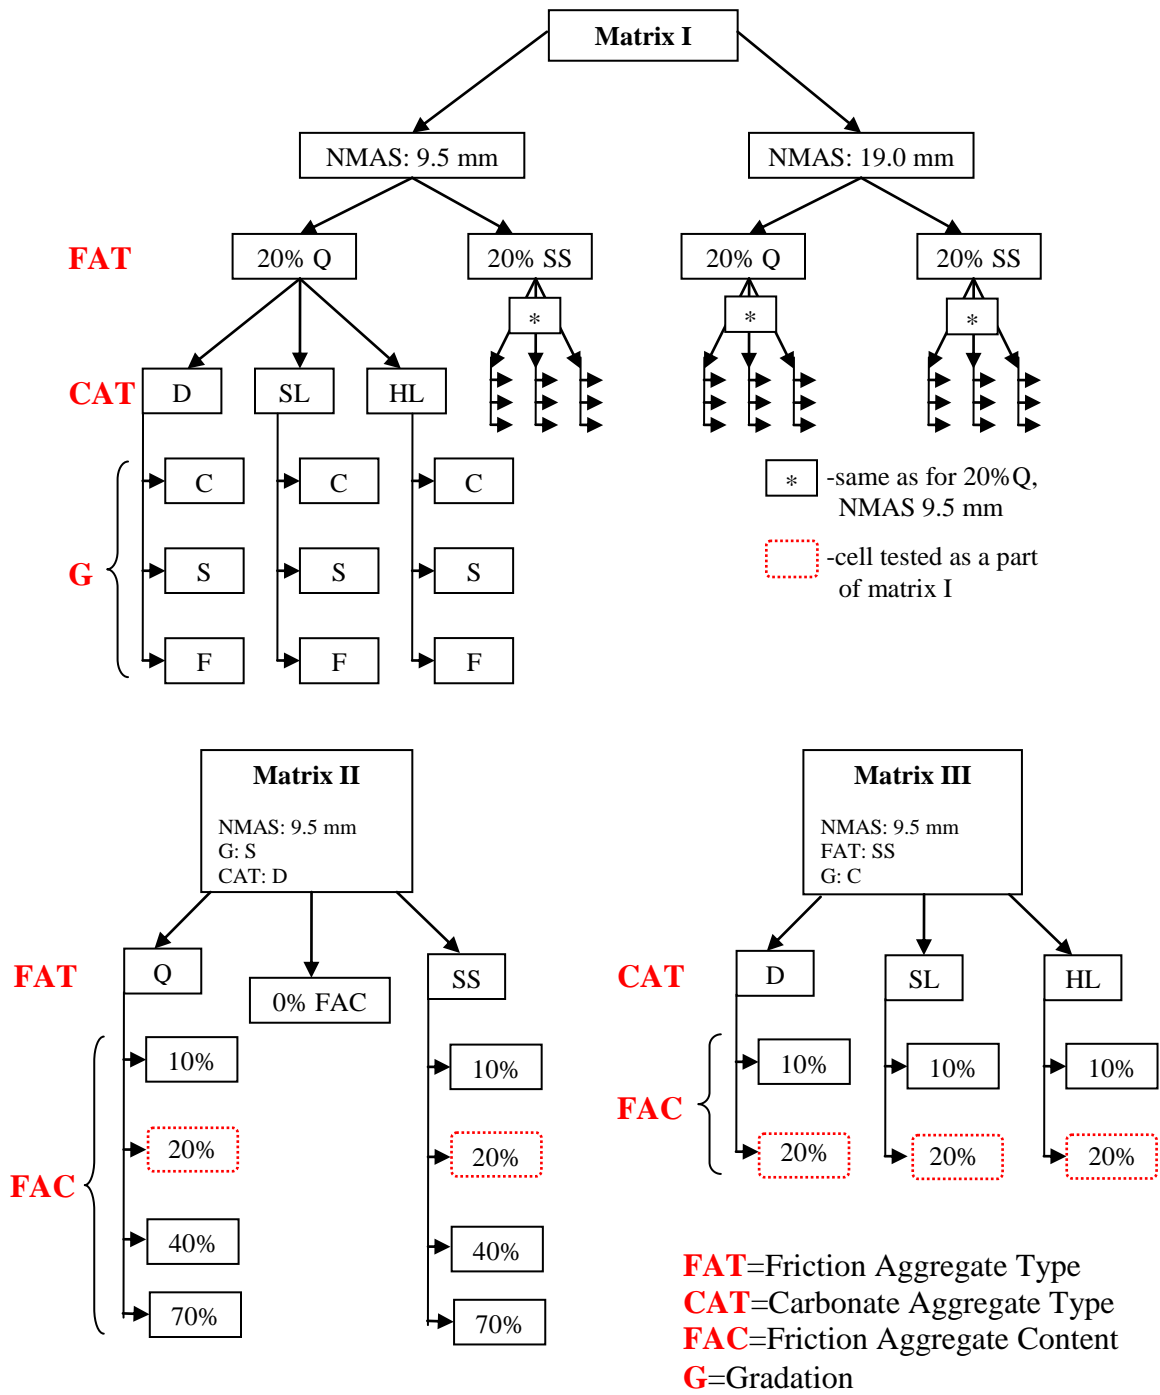 Matrix I
NMAS: 9.5 mm
NMAS: 19.0 mm
FAT
20% Q
20% SS
20% Q
20% SS
*
*
*
CAT
D
SL
HL
C
C
C
G
S
S
S
F
F
F
* -same as for 20%Q,
NMAS 9.5 mm
-cell tested as a part
of matrix I
Matrix II
NMAS: 9.5 mm
G: S
CAT: D
FAT
Q
0% FAC
SS
FAC
10%
20%
40%
70%
10%
20%
40%
70%
Matrix III
NMAS: 9.5 mm
FAT: SS
G: C
CAT
D
SL
HL
FAC
10%
10%
10%
20%
20%
20%
FAT=Friction Aggregate Type
CAT=Carbonate Aggregate Type
FAC=Friction Aggregate Content
G=Gradation